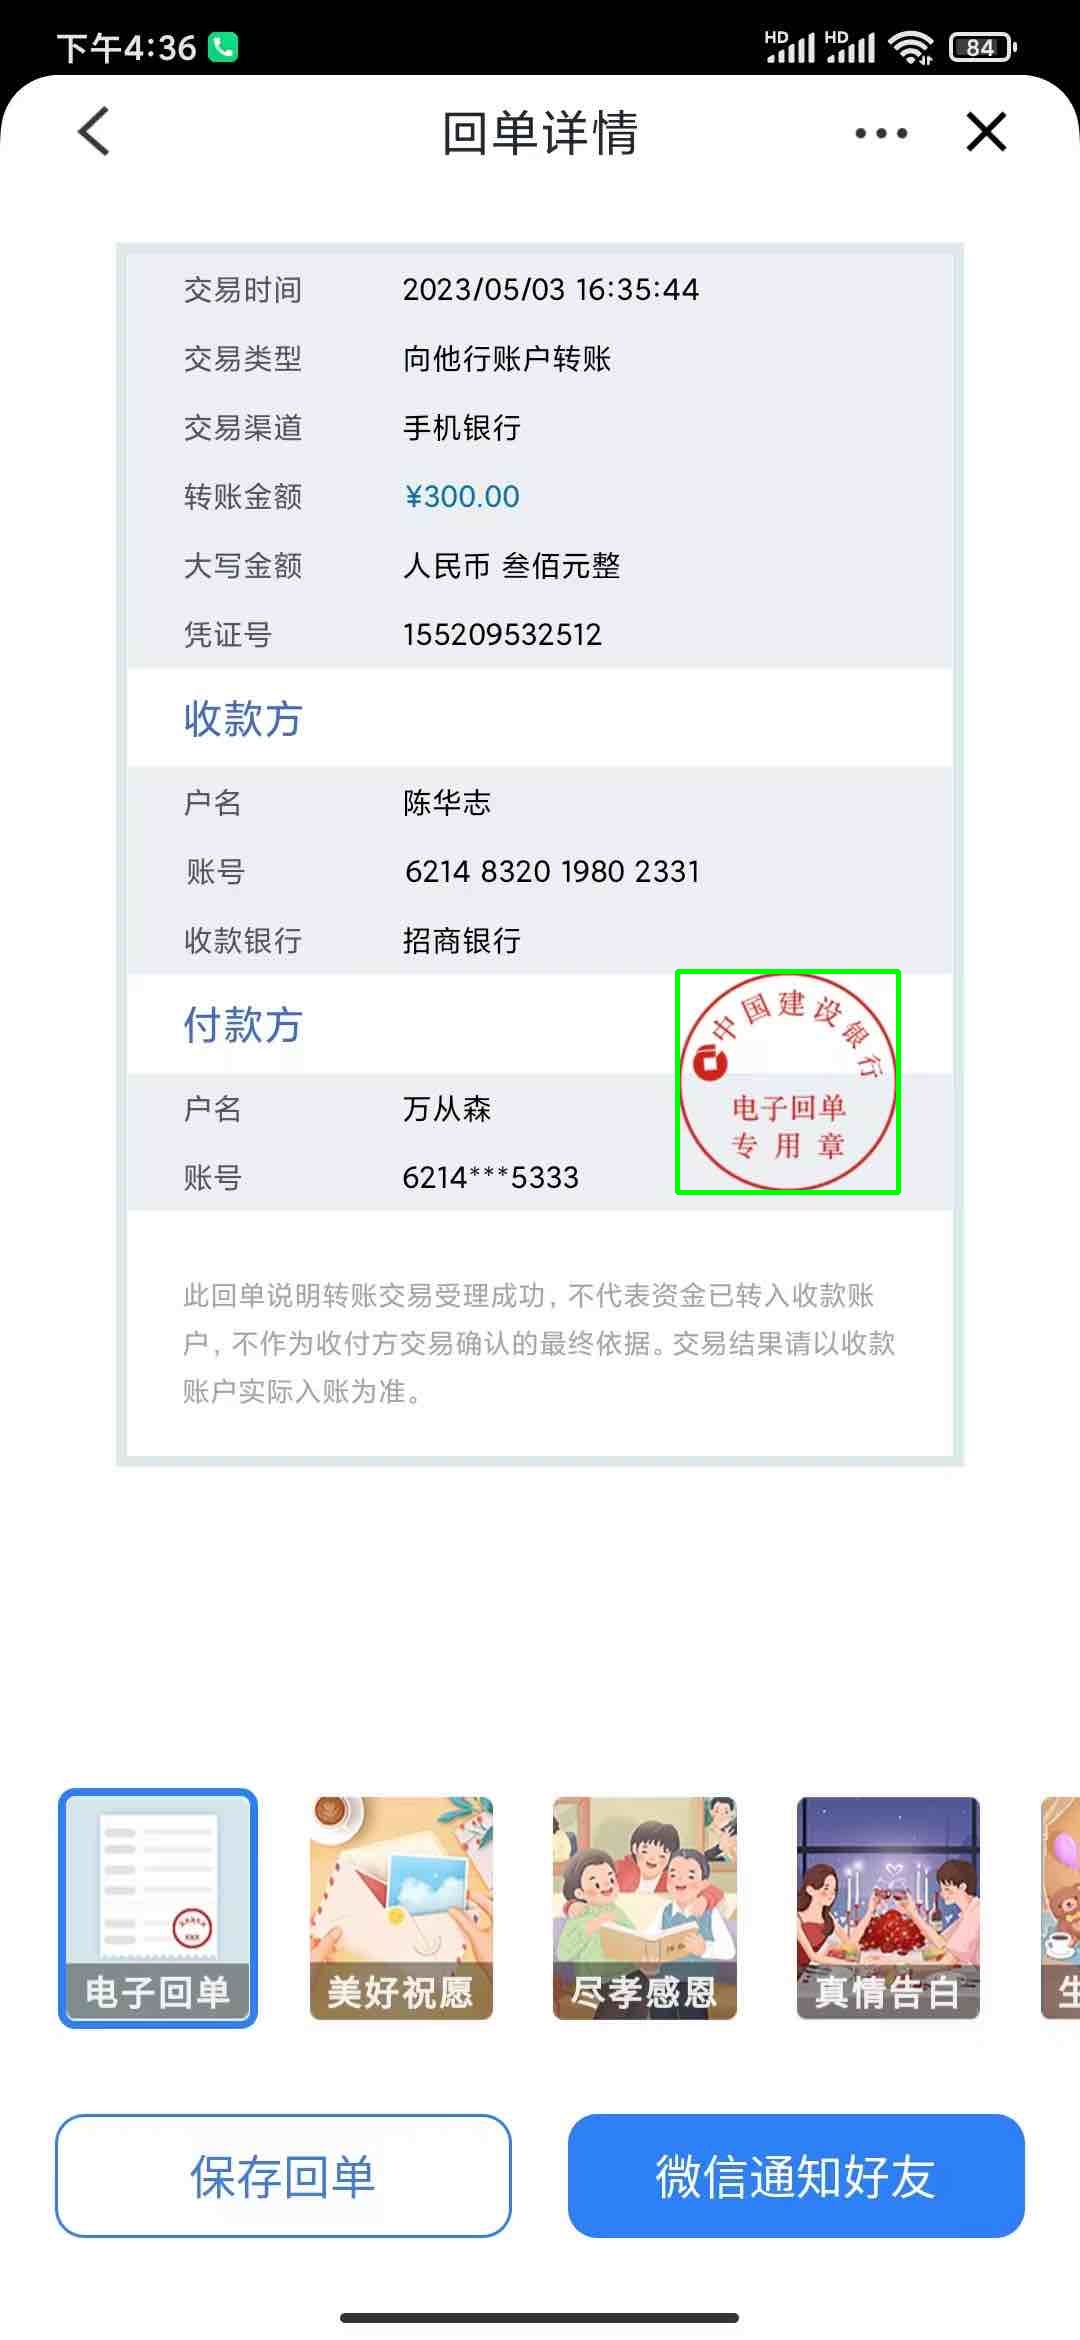 下午4:36
HD HD 84
回单详情
交易时间 2023/05/03 16:35:44
交易类型 向他行账户转账
交易渠道 手机银行
转账金额 ¥300.00
大写金额 人民币 叁佰元整
凭证号 155209532512
收款方
户名 陈华志
账号 6214 8320 1980 2331
收款银行 招商银行
付款方
中国建设银行
电子回单
专用章
户名 万从森
账号 6214***5333
此回单说明转账交易受理成功，不代表资金已转入收款账
户，不作为收付方交易确认的最终依据。交易结果请以收款
账户实际入账为准。
电子回单 美好祝愿 尽孝感恩 真情告白 生
保存回单 微信通知好友